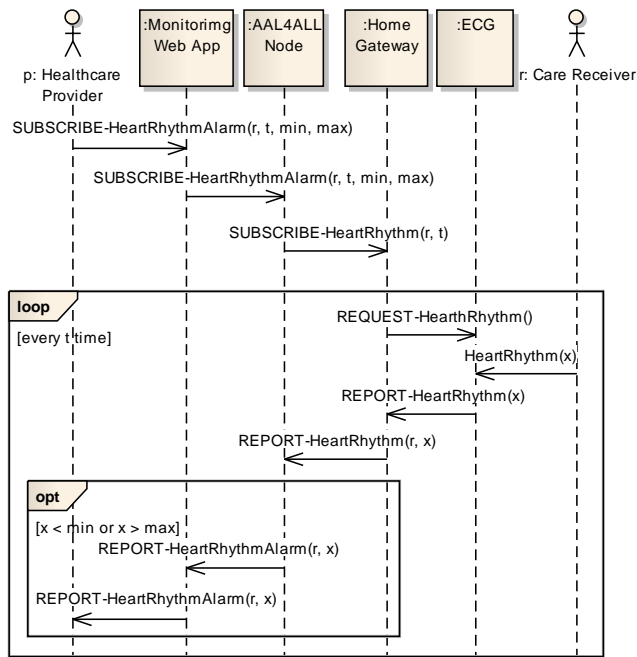 :Monitorimg
Web App
:AAL4ALL
Node
:Home
Gateway
:ECG
p: Healthcare
Provider
r: Care Receiver
SUBSCRIBE-HeartRhythmAlarm(r, t, min, max)
SUBSCRIBE-HeartRhythmAlarm(r, t, min, max)
SUBSCRIBE-HeartRhythm(r, t)
loop
[every t time]
REQUEST-HearthRhythm()
HeartRhythm(x)
REPORT-HeartRhythm(x)
REPORT-HeartRhythm(r, x)
opt
[x < min or x > max]
REPORT-HeartRhythmAlarm(r, x)
REPORT-HeartRhythmAlarm(r, x)